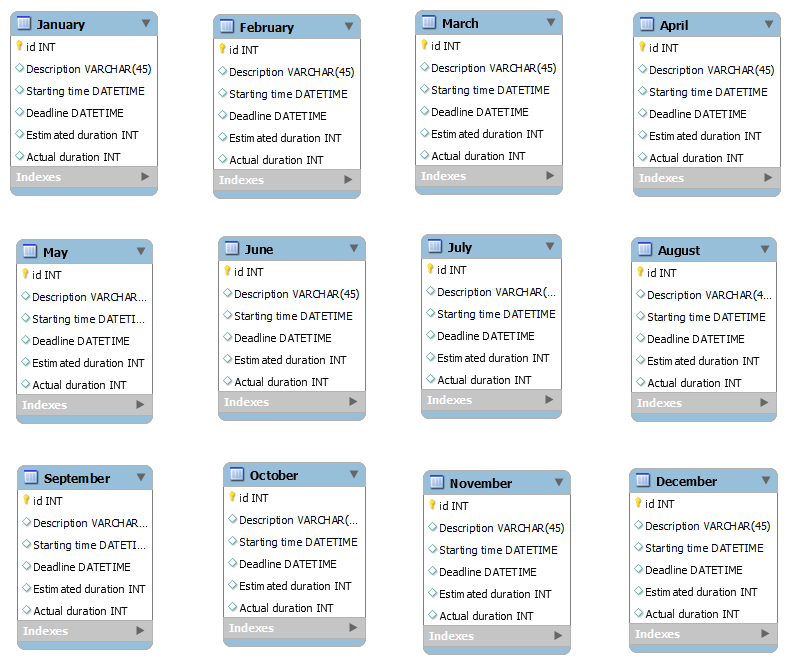 January
id INT
Description VARCHAR(45)
Starting time DATETIME
Deadline DATETIME
Estimated duration INT
Actual duration INT
Indexes
February
id INT
Description VARCHAR(45)
Starting time DATETIME
Deadline DATETIME
Estimated duration INT
Actual duration INT
Indexes
March
id INT
Description VARCHAR(45)
Starting time DATETIME
Deadline DATETIME
Estimated duration INT
Actual duration INT
Indexes
April
id INT
Description VARCHAR(45)
Starting time DATETIME
Deadline DATETIME
Estimated duration INT
Actual duration INT
Indexes
May
id INT
Description VARCHAR...
Starting time DATETI...
Deadline DATETIME
Estimated duration INT
Actual duration INT
Indexes
June
id INT
Description VARCHAR(45)
Starting time DATETIME
Deadline DATETIME
Estimated duration INT
Actual duration INT
Indexes
July
id INT
Description VARCHAR(...
Starting time DATETIME
Deadline DATETIME
Estimated duration INT
Actual duration INT
Indexes
August
id INT
Description VARCHAR(4...
Starting time DATETIME
Deadline DATETIME
Estimated duration INT
Actual duration INT
Indexes
September
id INT
Description VARCHAR...
Starting time DATETI...
Deadline DATETIME
Estimated duration INT
Actual duration INT
Indexes
October
id INT
Description VARCHAR(...
Starting time DATETIME
Deadline DATETIME
Estimated duration INT
Actual duration INT
Indexes
November
id INT
Description VARCHAR(45)
Starting time DATETIME
Deadline DATETIME
Estimated duration INT
Actual duration INT
Indexes
December
id INT
Description VARCHAR(45)
Starting time DATETIME
Deadline DATETIME
Estimated duration INT
Actual duration INT
Indexes